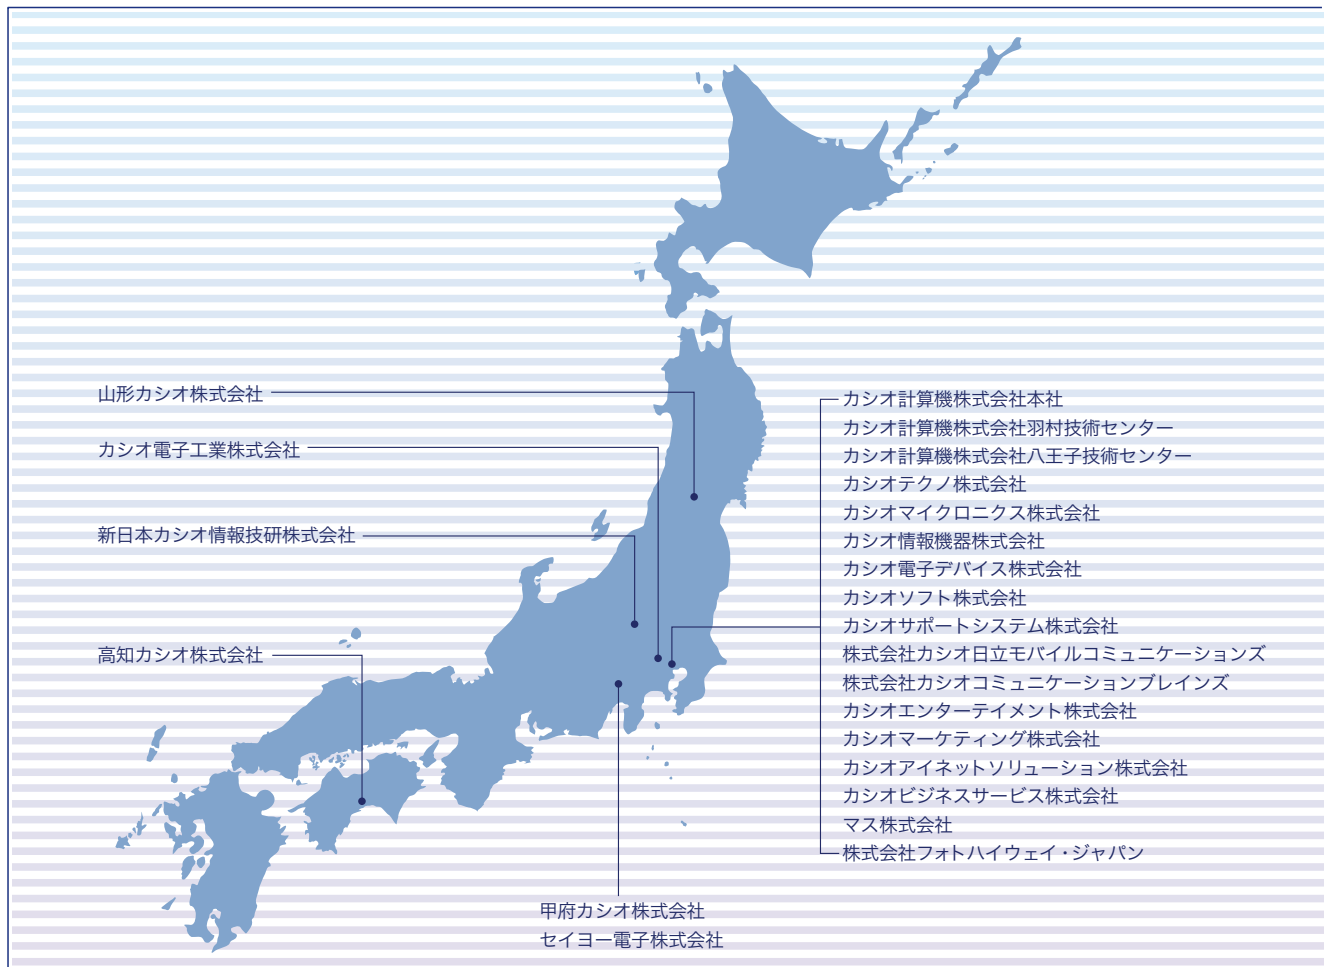 山形カシオ株式会社
カシオ電子工業株式会社
新日本カシオ情報技研株式会社
高知カシオ株式会社
カシオ計算機株式会社本社
カシオ計算機株式会社羽村技術センター
カシオ計算機株式会社八王子技術センター
カシオテクノ株式会社
カシオマイクロニクス株式会社
カシオ情報機器株式会社
カシオ電子デバイス株式会社
カシオソフト株式会社
カシオサポートシステム株式会社
株式会社カシオ日立モバイルコミュニケーションズ
株式会社カシオコミュニケーションブレインズ
カシオエンターテイメント株式会社
カシオマーケティング株式会社
カシオアイネットソリューション株式会社
カシオビジネスサービス株式会社
マス株式会社
株式会社フォトハイウェイ・ジャパン
甲府カシオ株式会社
セイヨー電子株式会社